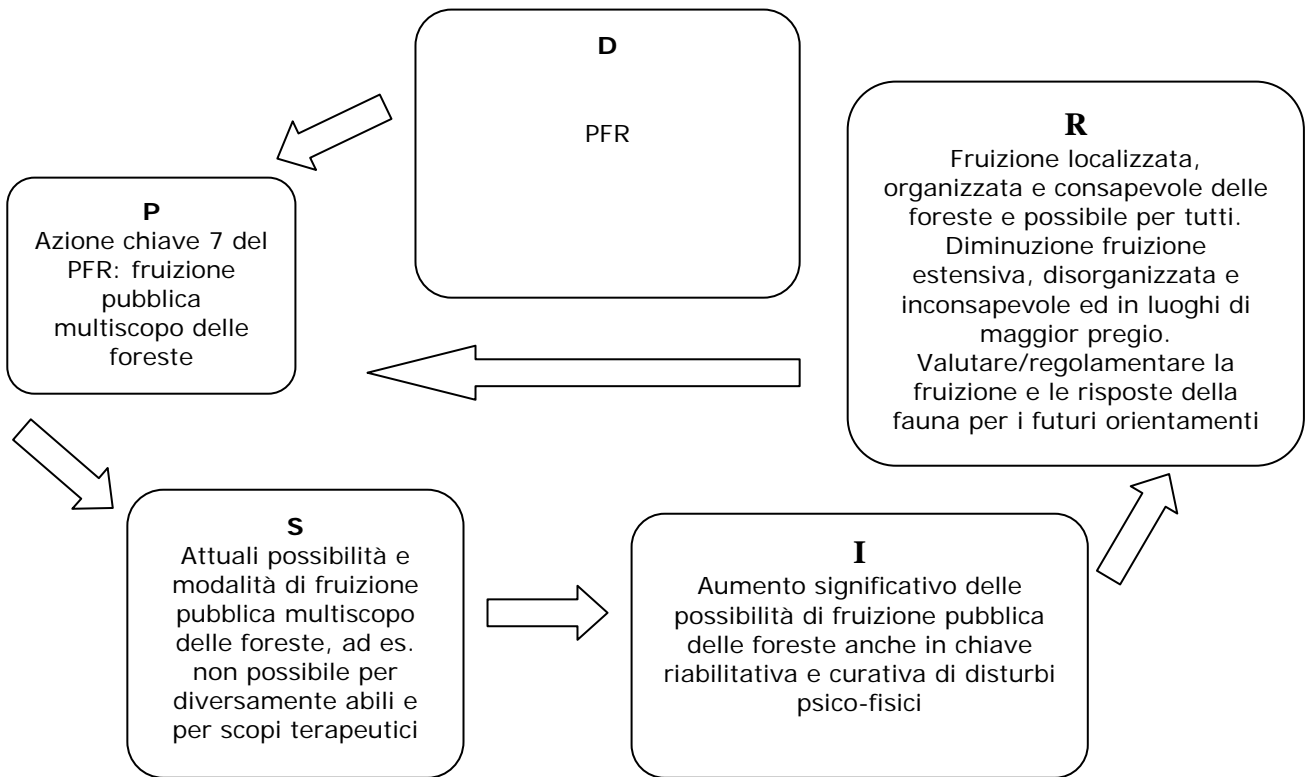 D
PFR
P
Azione chiave 7 del
PFR: fruizione
pubblica
multiscopo delle
foreste
S
Attuali possibilità e
modalità di fruizione
pubblica multiscopo
delle foreste, ad es.
non possibile per
diversamente abili e
per scopi terapeutici
I
Aumento significativo delle
possibilità di fruizione pubblica
delle foreste anche in chiave
riabilitativa e curativa di disturbi
psico-fisici
R
Fruizione localizzata,
organizzata e consapevole delle
foreste e possibile per tutti.
Diminuzione fruizione
estensiva, disorganizzata e
inconsapevole ed in luoghi di
maggior pregio.
Valutare/regolamentare la
fruizione e le risposte della
fauna per i futuri orientamenti